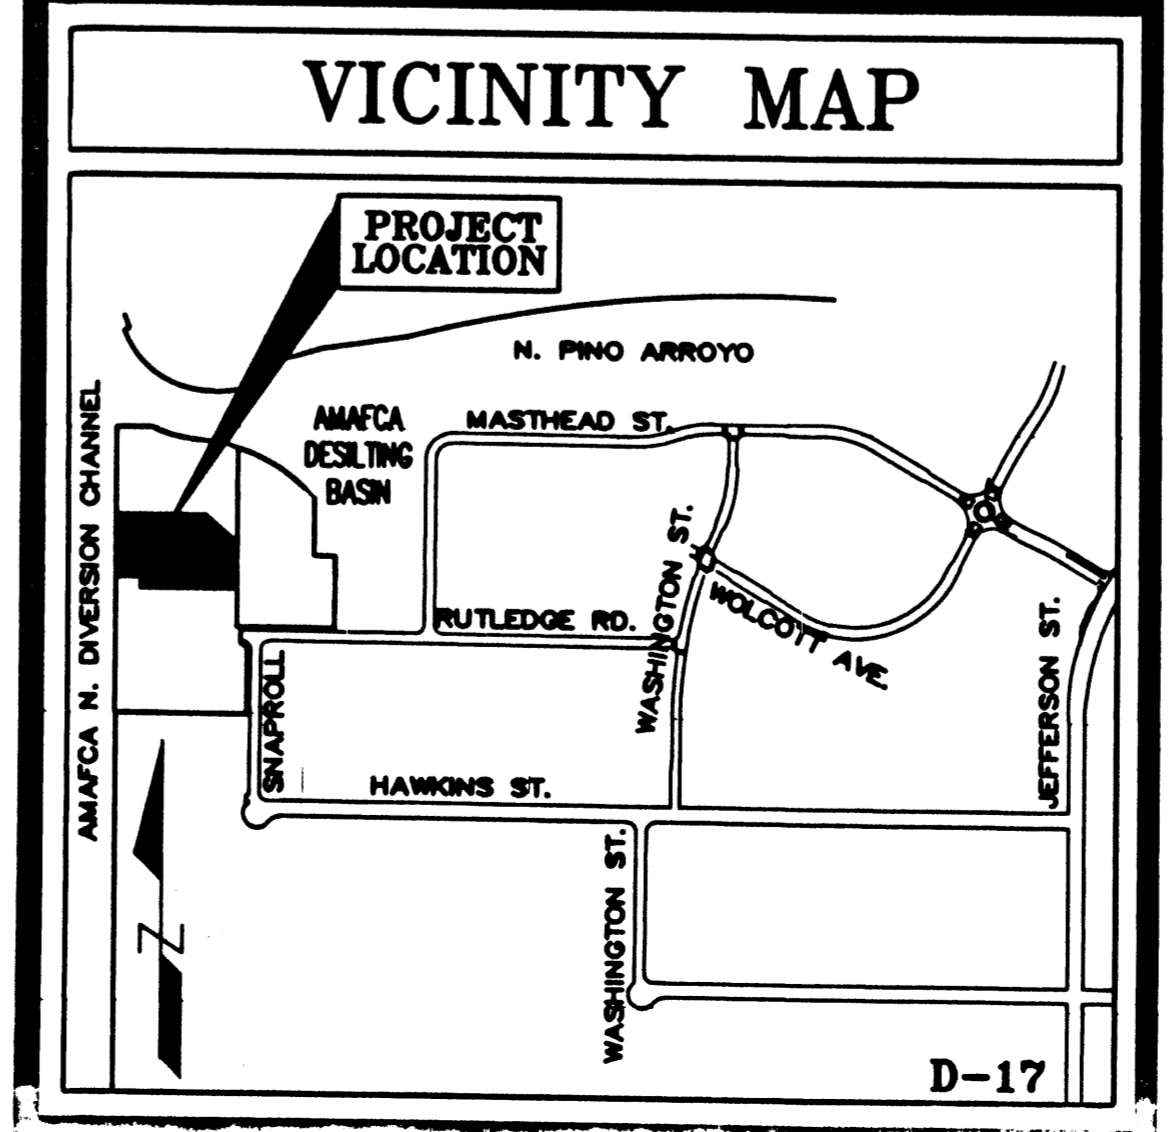 VICINITY MAP
PROJECT
LOCATION
N. PINO ARROYO
AMAFCA
DESILTING
BASIN
MASTHEAD ST.
AMAFCA N. DIVERSION CHANNEL
WASHINGTON ST.
WOLCOTT AVE.
RUTLEDGE RD.
SNAPROLL
JEFFERSON ST.
HAWKINS ST.
WASHINGTON ST.
N
D-17